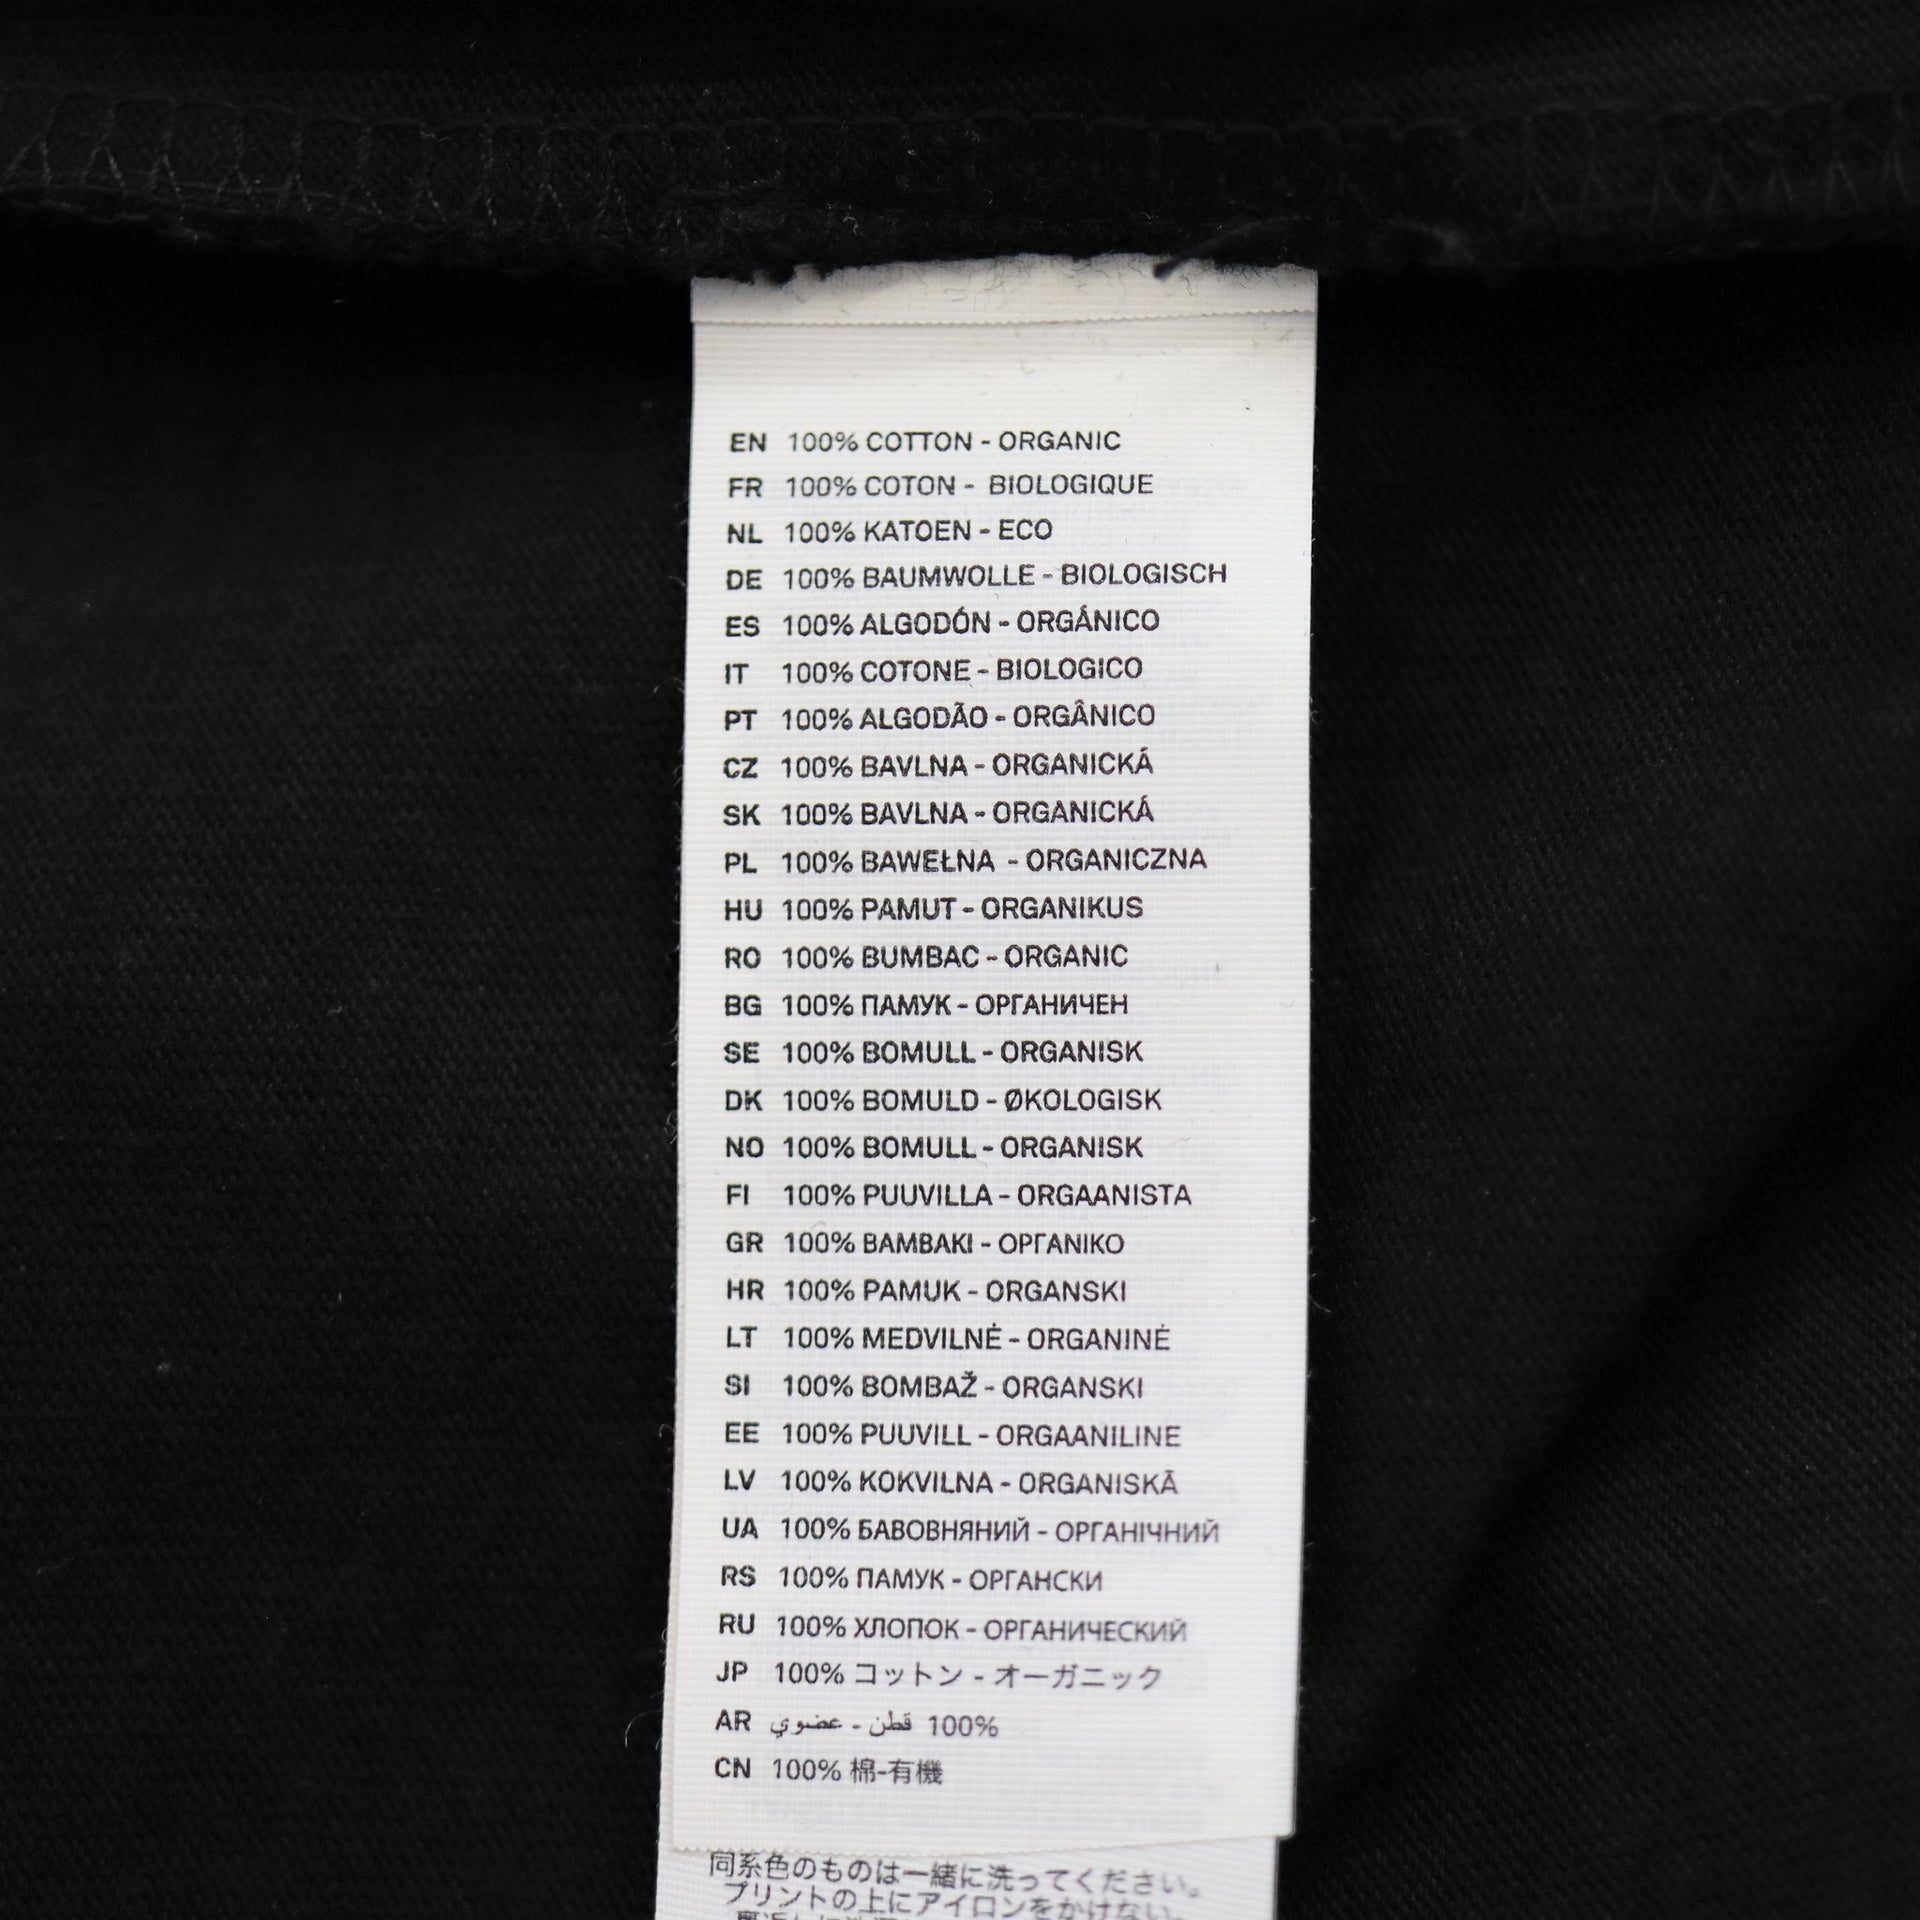 EN 100% COTTON - ORGANIC
FR 100% COTON - BIOLOGIQUE
NL 100% KATOEN - ECO
DE 100% BAUMWOLLE - BIOLOGISCH
ES 100% ALGODÓN - ORGÁNICO
IT 100% COTONE - BIOLOGICO
PT 100% ALGODÃO - ORGÂNICO
CZ 100% BAVLNA - ORGANICKÁ
SK 100% BAVLNA - ORGANICKÁ
PL 100% BAWEŁNA - ORGANICZNA
HU 100% PAMUT - ORGANIKUS
RO 100% BUMBAC - ORGANIC
BG 100% ПАМУК - ОРГАНИЧЕН
SE 100% BOMULL - ORGANISK
DK 100% BOMULD - ØKOLOGISK
NO 100% BOMULL - ORGANISK
FI 100% PUUVILLA - ORGAANISTA
GR 100% ΒΑΜΒΑΚΙ - ΟΡΓΑΝΙΚΟ
HR 100% PAMUK - ORGANSKI
LT 100% MEDVILNĖ - ORGANINĖ
SI 100% BOMBAŽ - ORGANSKI
EE 100% PUUVILL - ORGAANILINE
LV 100% KOKVILNA - ORGANISKĀ
UA 100% БАВОВНЯНИЙ - ОРГАНІЧНИЙ
RS 100% ПАМУК - ОРГАНСКИ
RU 100% ХЛОПОК - ОРГАНИЧЕСКИЙ
JP 100% コットン - オーガニック
AR 100% قطن - عضوي
CN 100% 棉-有機
同系色のものは一緒に洗ってください。
プリントの上にアイロンをかけない。